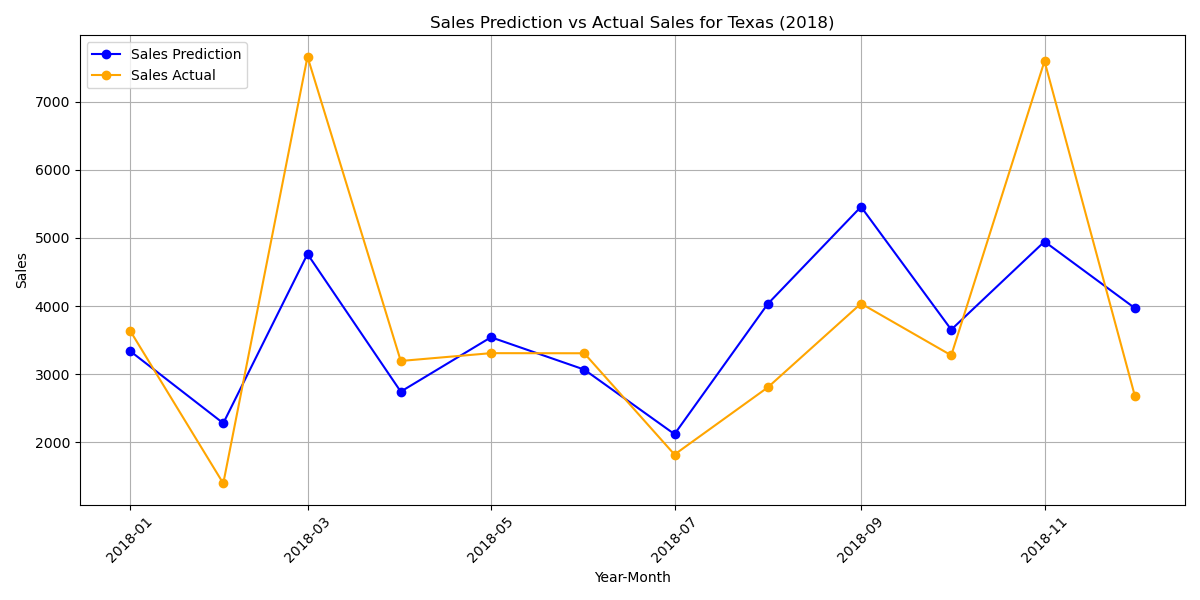 Sales Prediction vs Actual Sales for Texas (2018)
Sales Prediction
Sales Actual
Sales
7000
6000
5000
4000
3000
2000
2018-01
2018-03
2018-05
2018-07
2018-09
2018-11
Year-Month